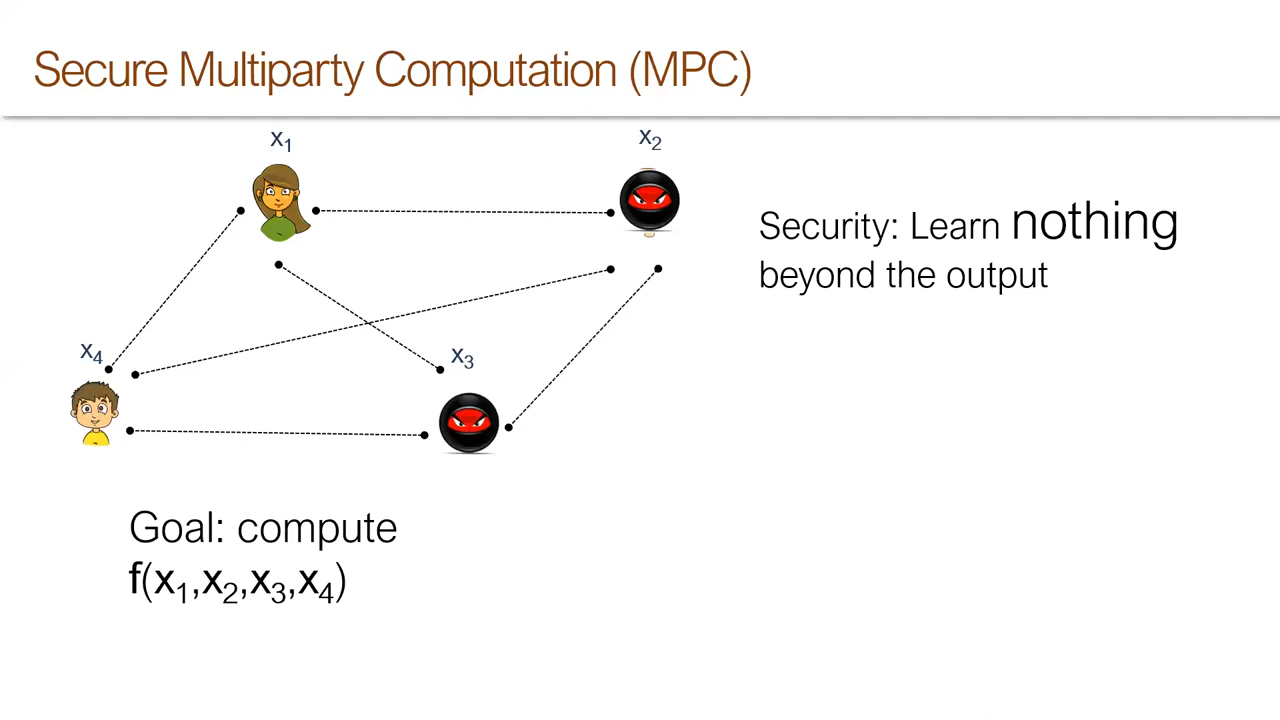 Secure Multiparty Computation (MPC)
x₁
x₂
Security: Learn nothing
beyond the output
x₄
x₃
Goal: compute
f(x₁,x₂,x₃,x₄)